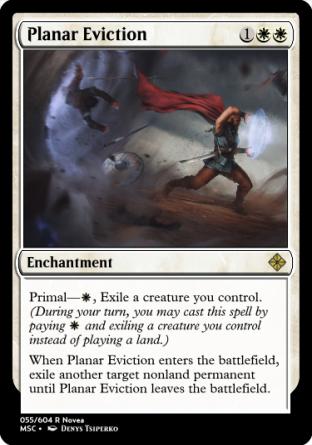 Planar Eviction 1
Enchantment
Primal—, Exile a creature you control.
(During your turn, you may cast this spell by
paying and exiling a creature you control
instead of playing a land.)
When Planar Eviction enters the battlefield,
exile another target nonland permanent
until Planar Eviction leaves the battlefield.
055/604 R Novea
MSC • DENYS TSIPERKO